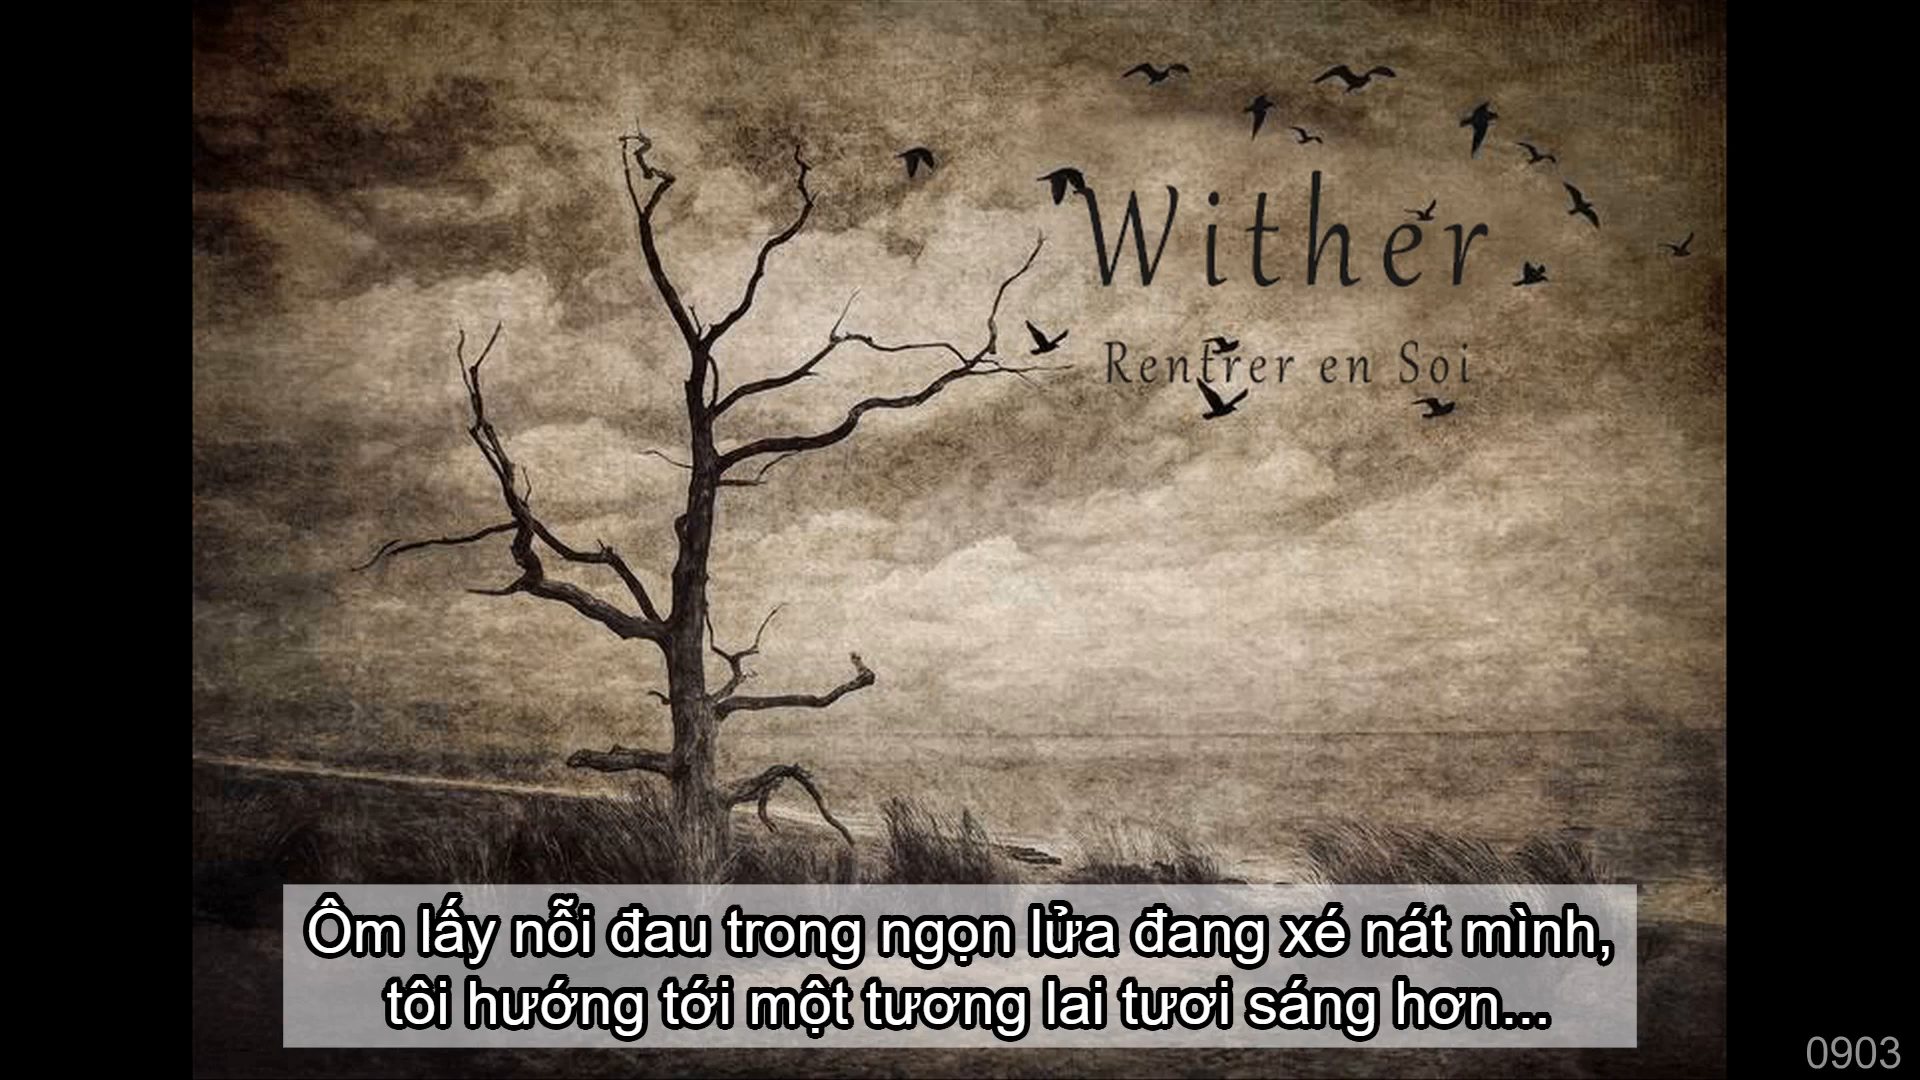 Wither
Rentrer en Soi
Ôm lấy nỗi đau trong ngọn lửa đang xé nát mình,
tôi hướng tới một tương lai tươi sáng hơn...
0903